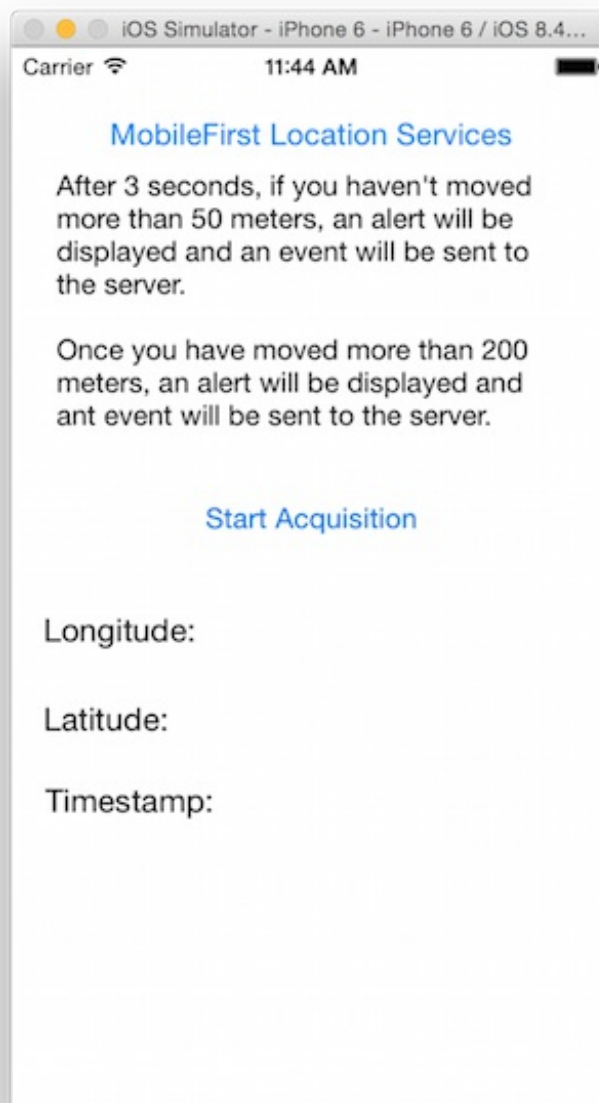 iOS Simulator - iPhone 6 - iPhone 6 / iOS 8.4...
Carrier 11:44 AM
MobileFirst Location Services
After 3 seconds, if you haven't moved
more than 50 meters, an alert will be
displayed and an event will be sent to
the server.
Once you have moved more than 200
meters, an alert will be displayed and
ant event will be sent to the server.
Start Acquisition
Longitude:
Latitude:
Timestamp: